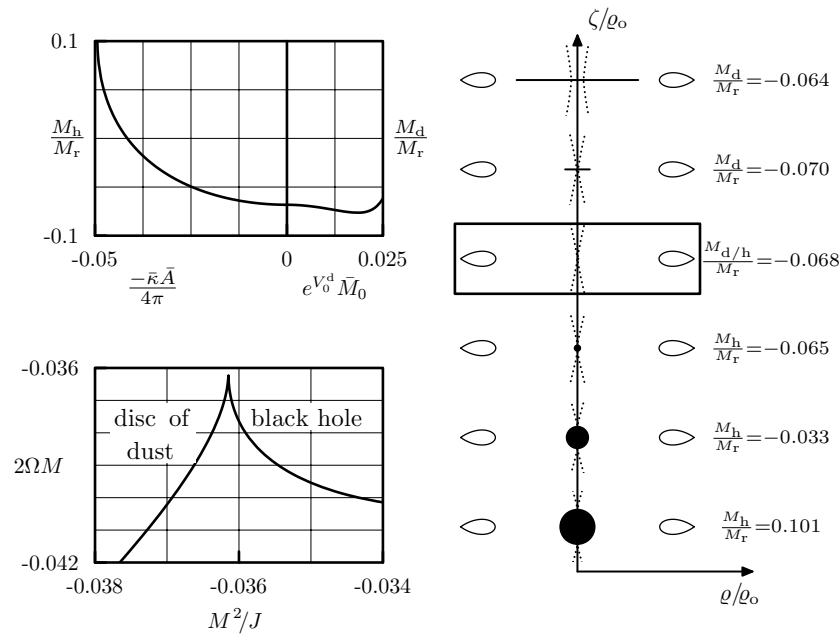 0.1
M_h/M_r
M_d/M_r
-0.1
-0.05 0 0.025
-κ̄Ā/4π e^{V_0^d} M̄_0
-0.036
disc of dust
black hole
2ΩM
-0.042
-0.038 -0.036 -0.034
M²/J
ζ/ϱ_o
M_d/M_r=−0.064
M_d/M_r=−0.070
M_{d/h}/M_r=−0.068
M_h/M_r=−0.065
M_h/M_r=−0.033
M_h/M_r=0.101
ϱ/ϱ_o